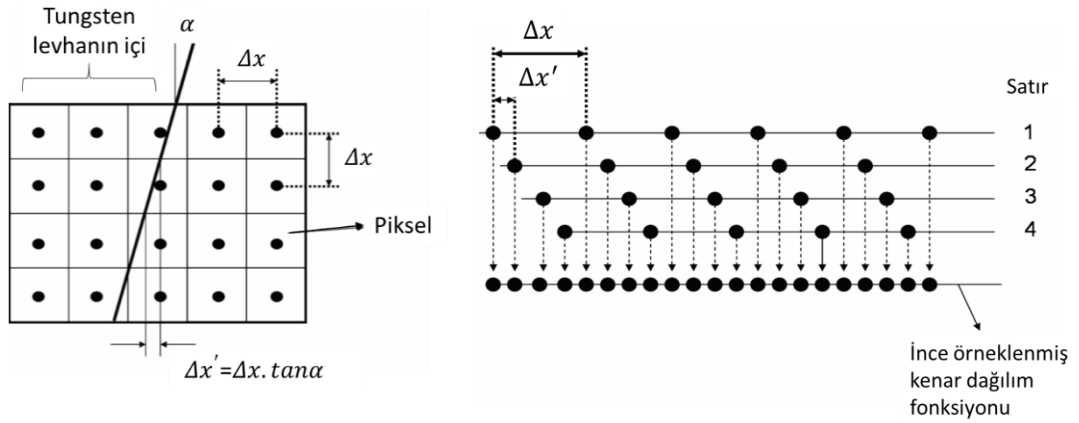 Tungsten
levhanın içi
α
Δx
Δx
Piksel
Δx′=Δx.tanα
Δx
Δx′
Satır
1
2
3
4
İnce örneklenmiş
kenar dağılım
fonksiyonu